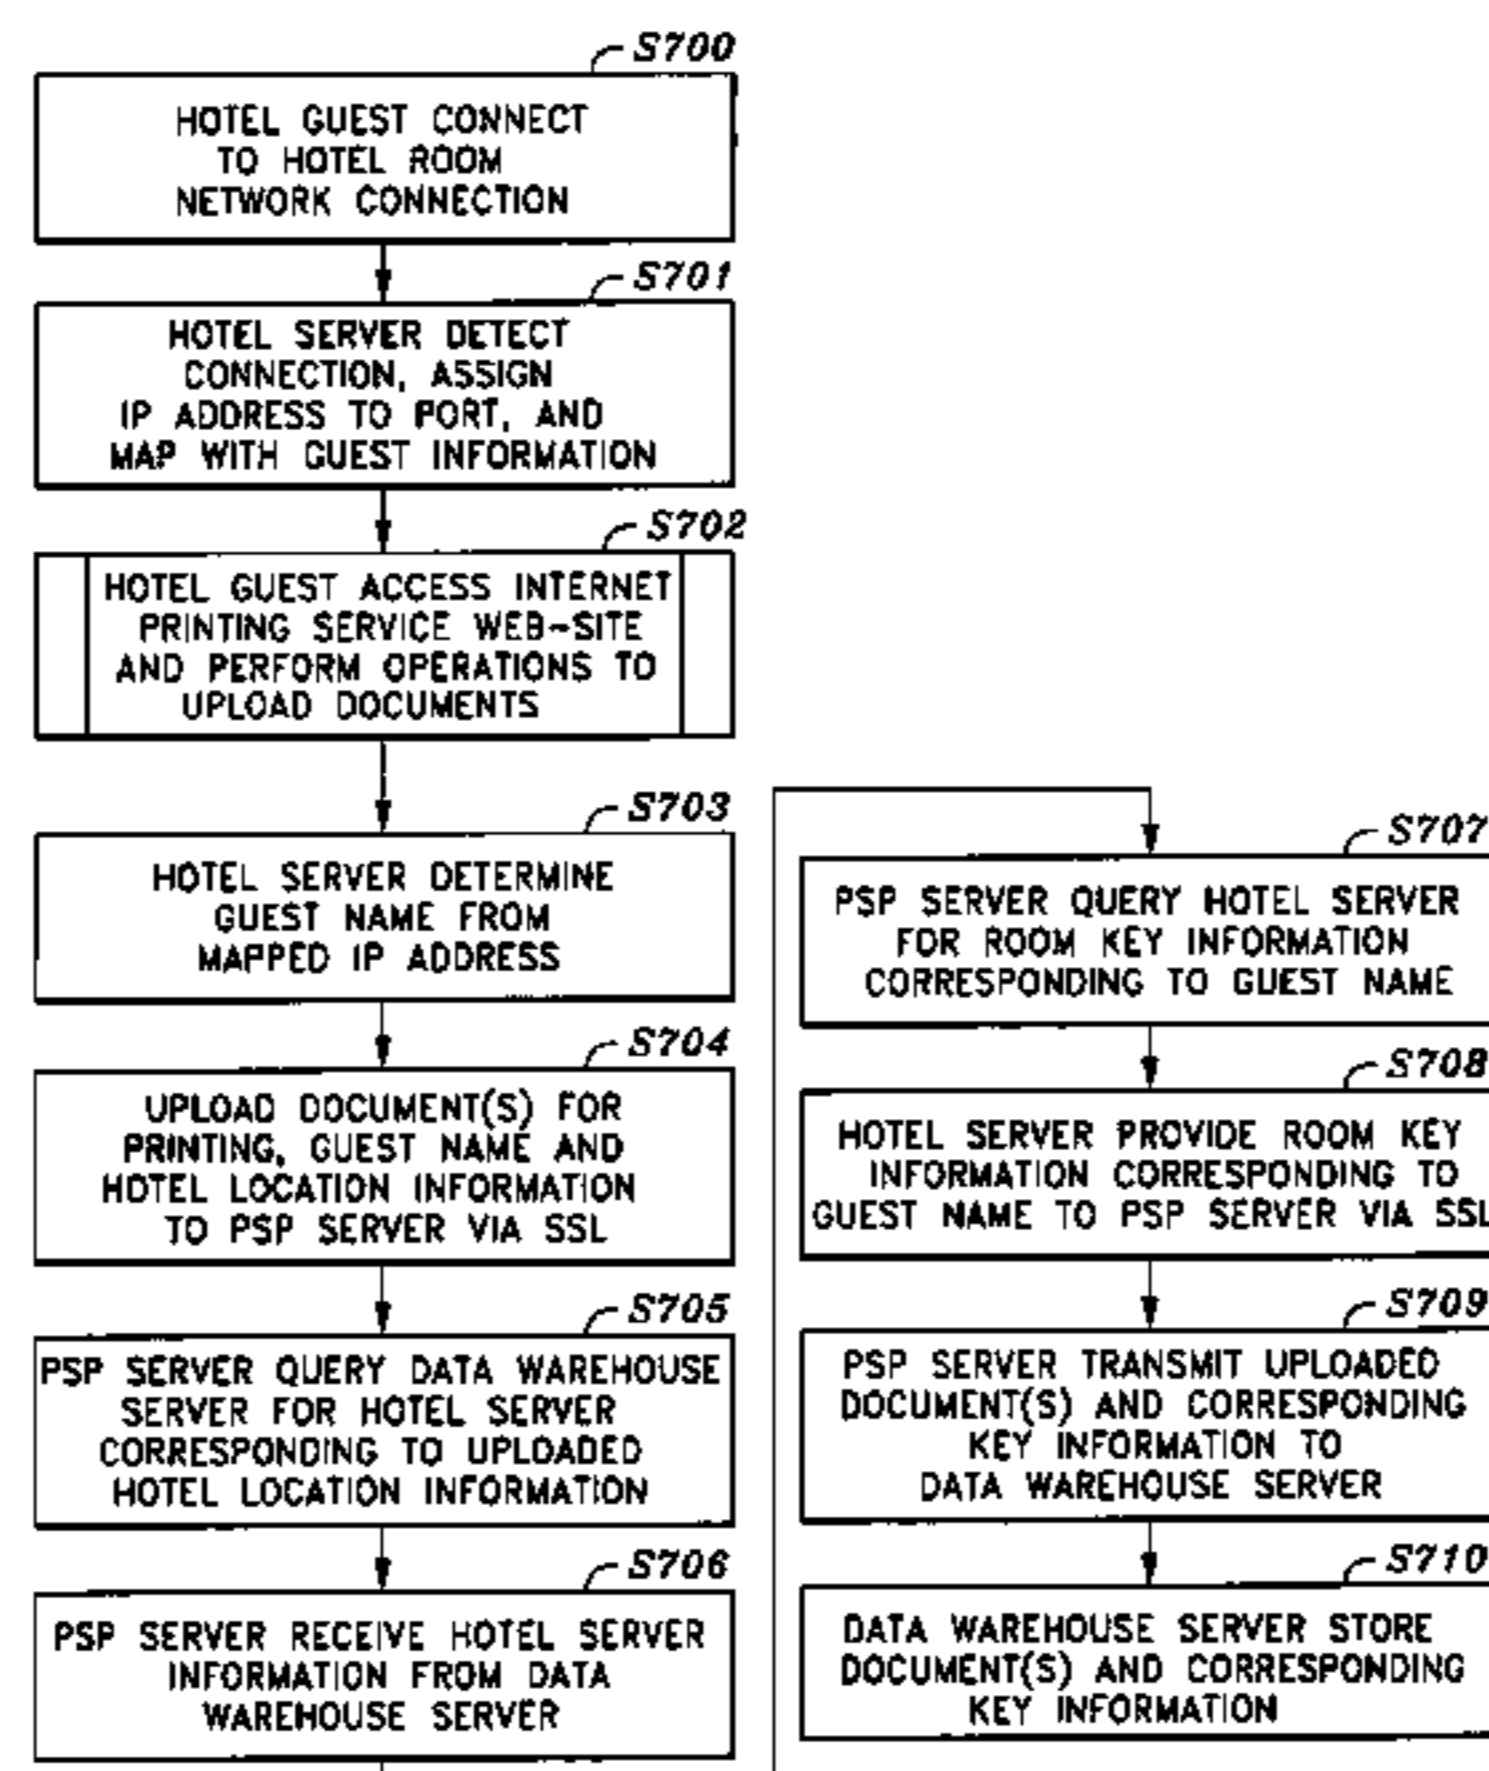 S700
HOTEL GUEST CONNECT
TO HOTEL ROOM
NETWORK CONNECTION
S701
HOTEL SERVER DETECT
CONNECTION, ASSIGN
IP ADDRESS TO PORT, AND
MAP WITH GUEST INFORMATION
S702
HOTEL GUEST ACCESS INTERNET
PRINTING SERVICE WEB-SITE
AND PERFORM OPERATIONS TO
UPLOAD DOCUMENTS
S703
HOTEL SERVER DETERMINE
GUEST NAME FROM
MAPPED IP ADDRESS
S704
UPLOAD DOCUMENT(S) FOR
PRINTING, GUEST NAME AND
HOTEL LOCATION INFORMATION
TO PSP SERVER VIA SSL
S705
PSP SERVER QUERY DATA WAREHOUSE
SERVER FOR HOTEL SERVER
CORRESPONDING TO UPLOADED
HOTEL LOCATION INFORMATION
S706
PSP SERVER RECEIVE HOTEL SERVER
INFORMATION FROM DATA
WAREHOUSE SERVER
S707
PSP SERVER QUERY HOTEL SERVER
FOR ROOM KEY INFORMATION
CORRESPONDING TO GUEST NAME
S708
HOTEL SERVER PROVIDE ROOM KEY
INFORMATION CORRESPONDING TO
GUEST NAME TO PSP SERVER VIA SSL
S709
PSP SERVER TRANSMIT UPLOADED
DOCUMENT(S) AND CORRESPONDING
KEY INFORMATION TO
DATA WAREHOUSE SERVER
S710
DATA WAREHOUSE SERVER STORE
DOCUMENT(S) AND CORRESPONDING
KEY INFORMATION